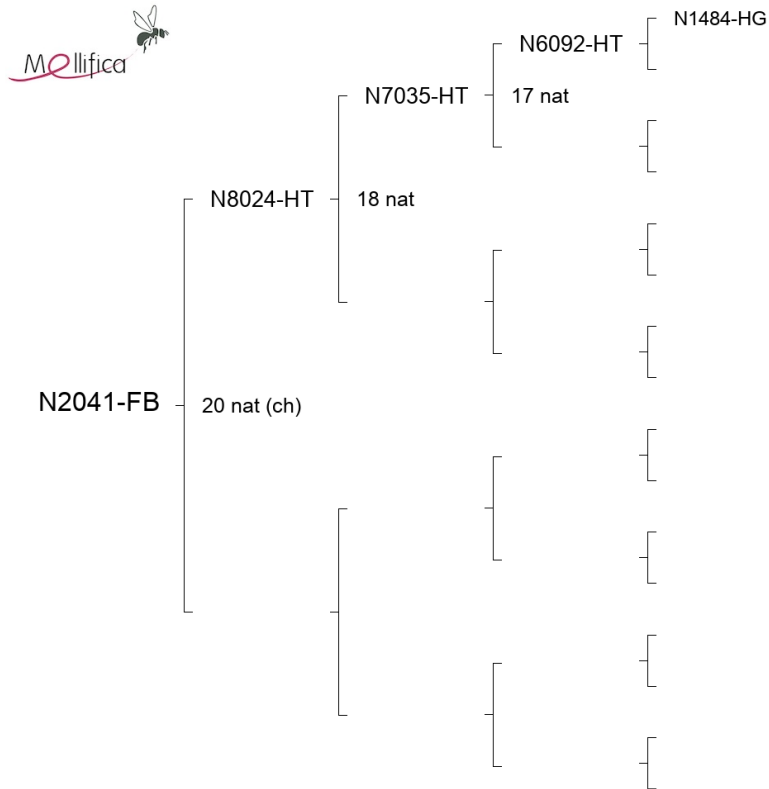 Mellifica
N1484-HG
N6092-HT
N7035-HT
17 nat
N8024-HT
18 nat
N2041-FB
20 nat (ch)